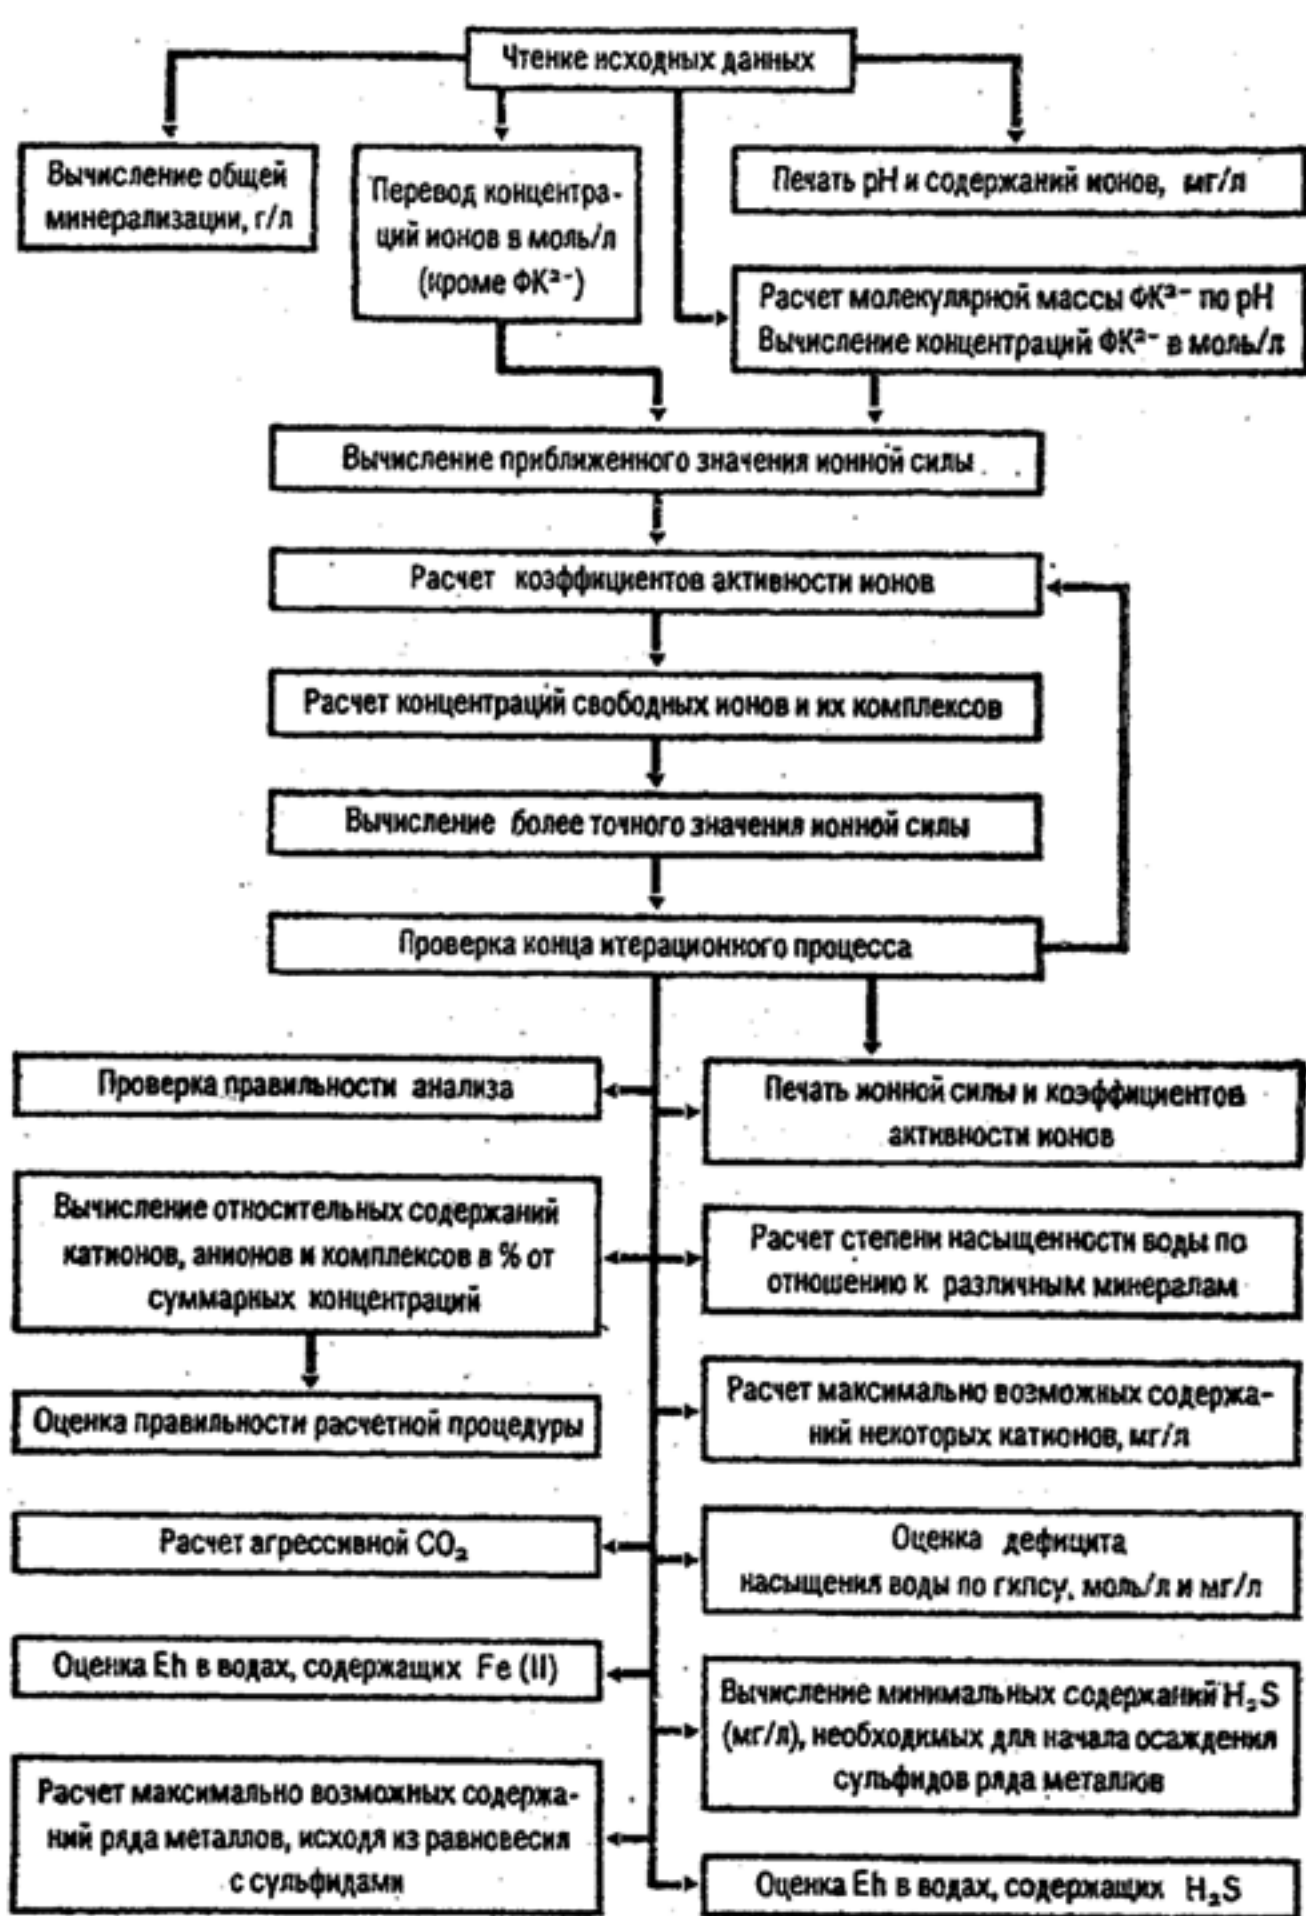 Чтенке исходных данных
Вычисление общей
минерализации, г/л
Перевод концентра-
ций ионов в моль/л
(кроме ФК²⁻)
Печать pH и содержаний ионов, мг/л
Расчет молекулярной массы ФК²⁻ по pH
Вычисление концентраций ФК²⁻ в моль/л
Вычисление приближенного значения ионной силы
Расчет коэффициентов активности ионов
Расчет концентраций свободных ионов и их комплексов
Вычисление более точного значения ионной силы
Проверка конца итерационного процесса
Проверка правильности анализа
Печать ионной силы и коэффициентов
активности ионов
Вычисление относительных содержаний
катионов, анионов и комплексов в % от
суммарных концентраций
Расчет степени насыщенности воды по
отношению к различным минералам
Оценка правильности расчетной процедуры
Расчет максимально возможных содержа-
ний некоторых катионов, мг/л
Расчет агрессивной CO₂
Оценка дефицита
насыщения воды по гипсу, моль/л и мг/л
Оценка Eh в водах, содержащих Fe (II)
Вычисление минимальных содержаний H₂S
(мг/л), необходимых для начала осаждения
сульфидов ряда металлов
Расчет максимально возможных содержа-
ний ряда металлов, исходя из равновесия
с сульфидами
Оценка Eh в водах, содержащих H₂S